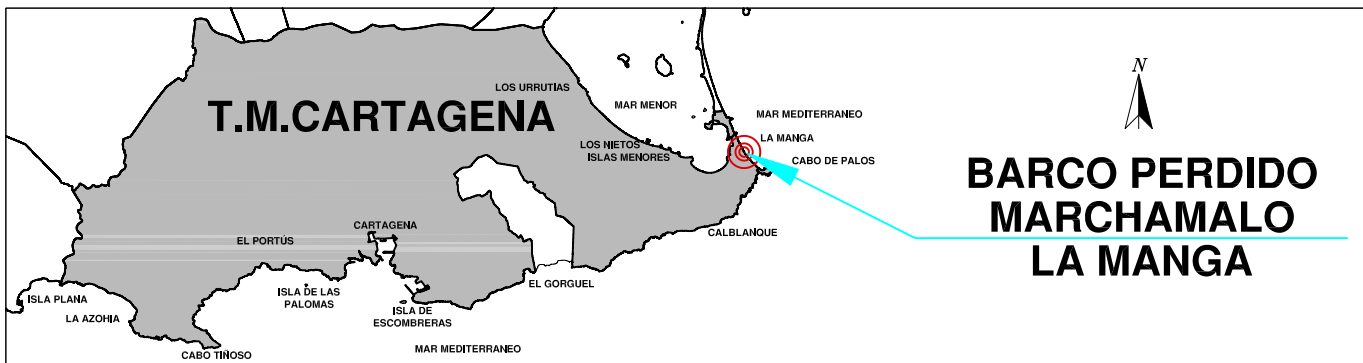 LOS URRUTIAS
T.M.CARTAGENA
MAR MENOR
MAR MEDITERRANEO
LA MANGA
LOS NIETOS
ISLAS MENORES
CABO DE PALOS
N
BARCO PERDIDO
MARCHAMALO
LA MANGA
CARTAGENA
EL PORTÚS
CALBLANQUE
EL GORGUEL
ISLA PLANA
ISLA DE LAS
PALOMAS
LA AZOHIA
ISLA DE
ESCOMBRERAS
CABO TIÑOSO
MAR MEDITERRANEO